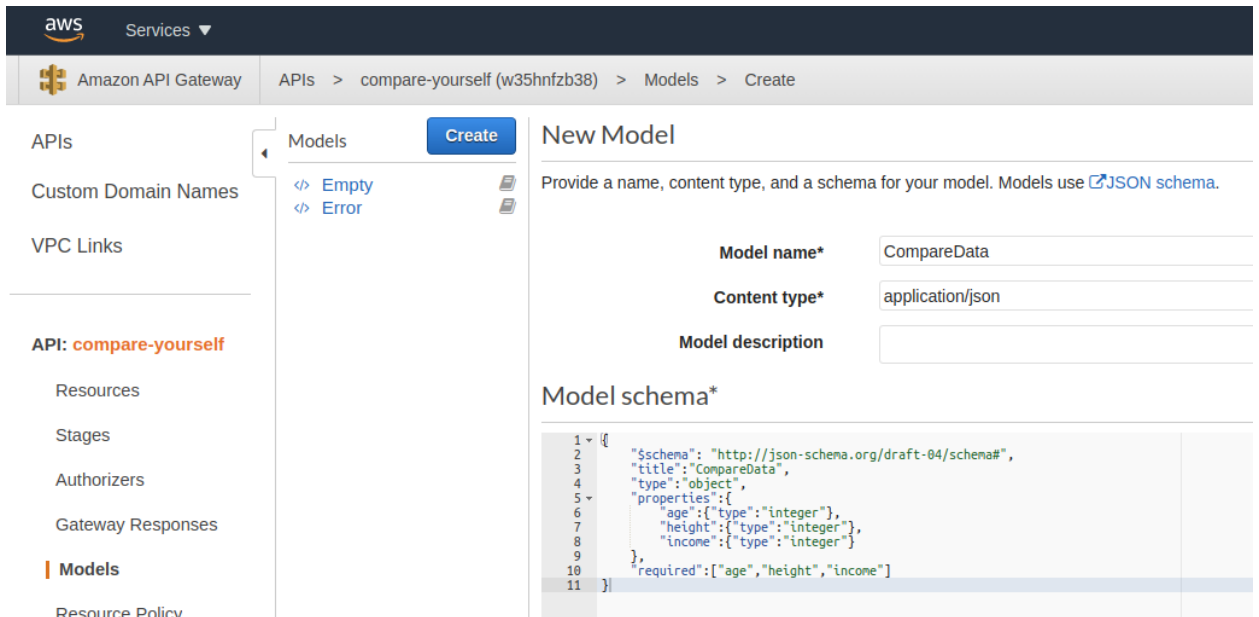 aws Services ▼
Amazon API Gateway APIs > compare-yourself (w35hnfzb38) > Models > Create
APIs
Custom Domain Names
VPC Links
API: compare-yourself
Resources
Stages
Authorizers
Gateway Responses
Models
Resource Policy
Models Create
</> Empty
</> Error
New Model
Provide a name, content type, and a schema for your model. Models use JSON schema.
Model name* CompareData
Content type* application/json
Model description
Model schema*
1 {
2 "$schema": "http://json-schema.org/draft-04/schema#",
3 "title":"CompareData",
4 "type":"object",
5 "properties":{
6 "age":{"type":"integer"},
7 "height":{"type":"integer"},
8 "income":{"type":"integer"}
9 },
10 "required":["age","height","income"]
11 }